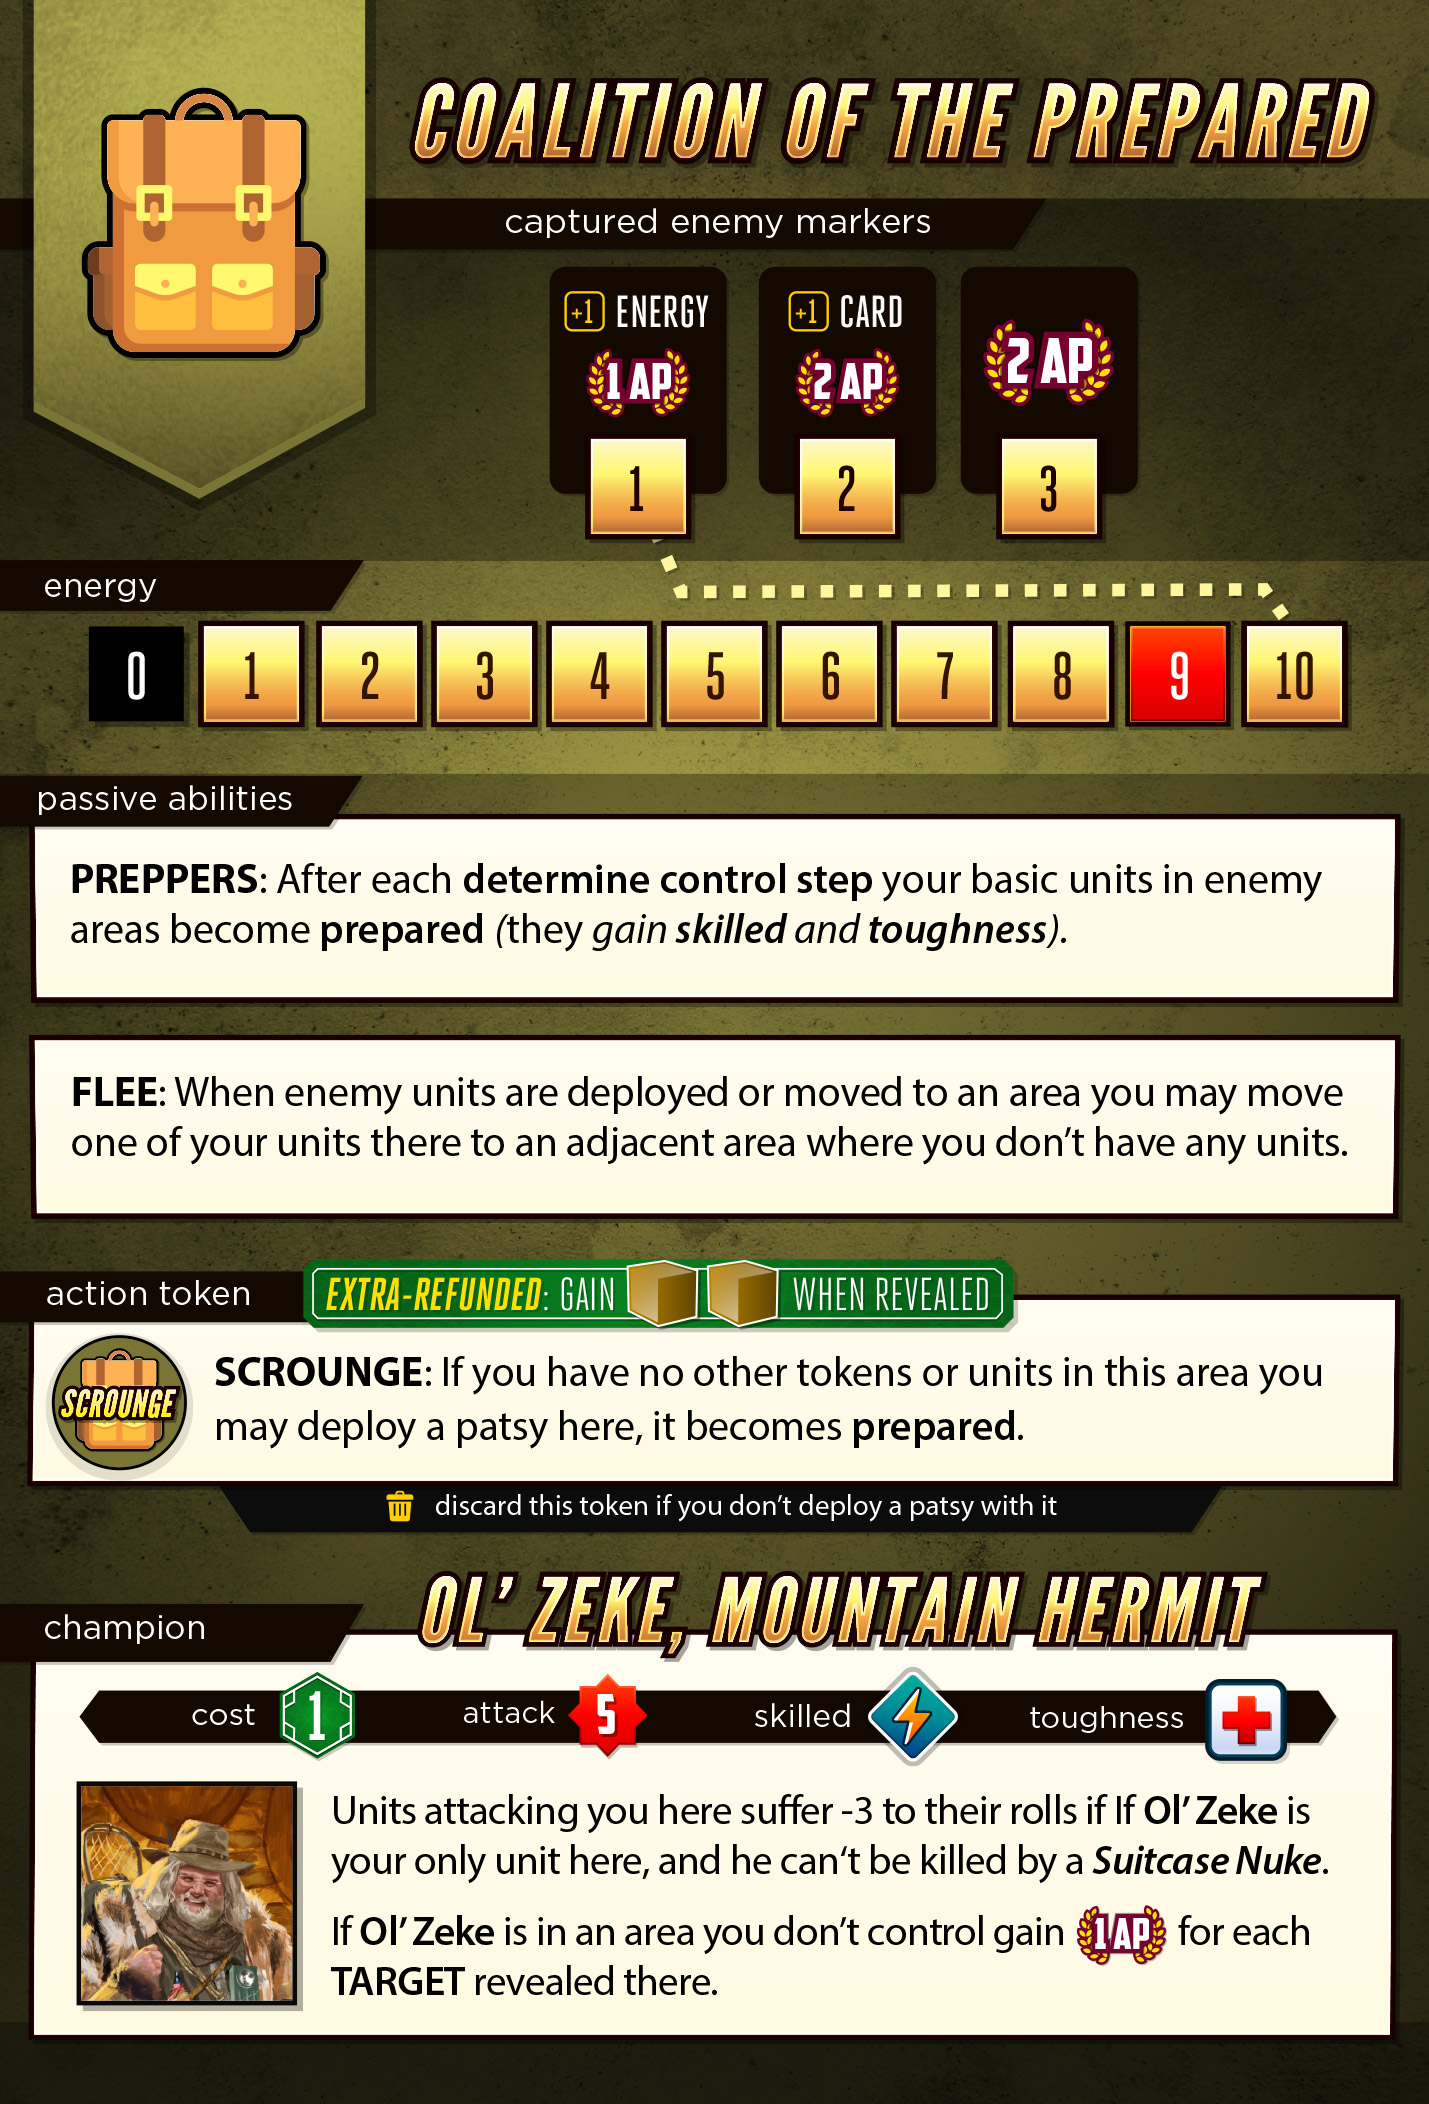 COALITION OF THE PREPARED
captured enemy markers
+1 ENERGY
1 AP
1
+1 CARD
2 AP
2
2 AP
3
energy
0 1 2 3 4 5 6 7 8 9 10
passive abilities
PREPPERS: After each determine control step your basic units in enemy
areas become prepared (they gain skilled and toughness).
FLEE: When enemy units are deployed or moved to an area you may move
one of your units there to an adjacent area where you don’t have any units.
action token
EXTRA-REFUNDED: GAIN WHEN REVEALED
SCROUNGE
SCROUNGE: If you have no other tokens or units in this area you
may deploy a patsy here, it becomes prepared.
discard this token if you don’t deploy a patsy with it
champion
OL’ ZEKE, MOUNTAIN HERMIT
cost 1 attack 5 skilled toughness
Units attacking you here suffer -3 to their rolls if If Ol’ Zeke is
your only unit here, and he can‘t be killed by a Suitcase Nuke.
If Ol’ Zeke is in an area you don’t control gain 1 AP for each
TARGET revealed there.